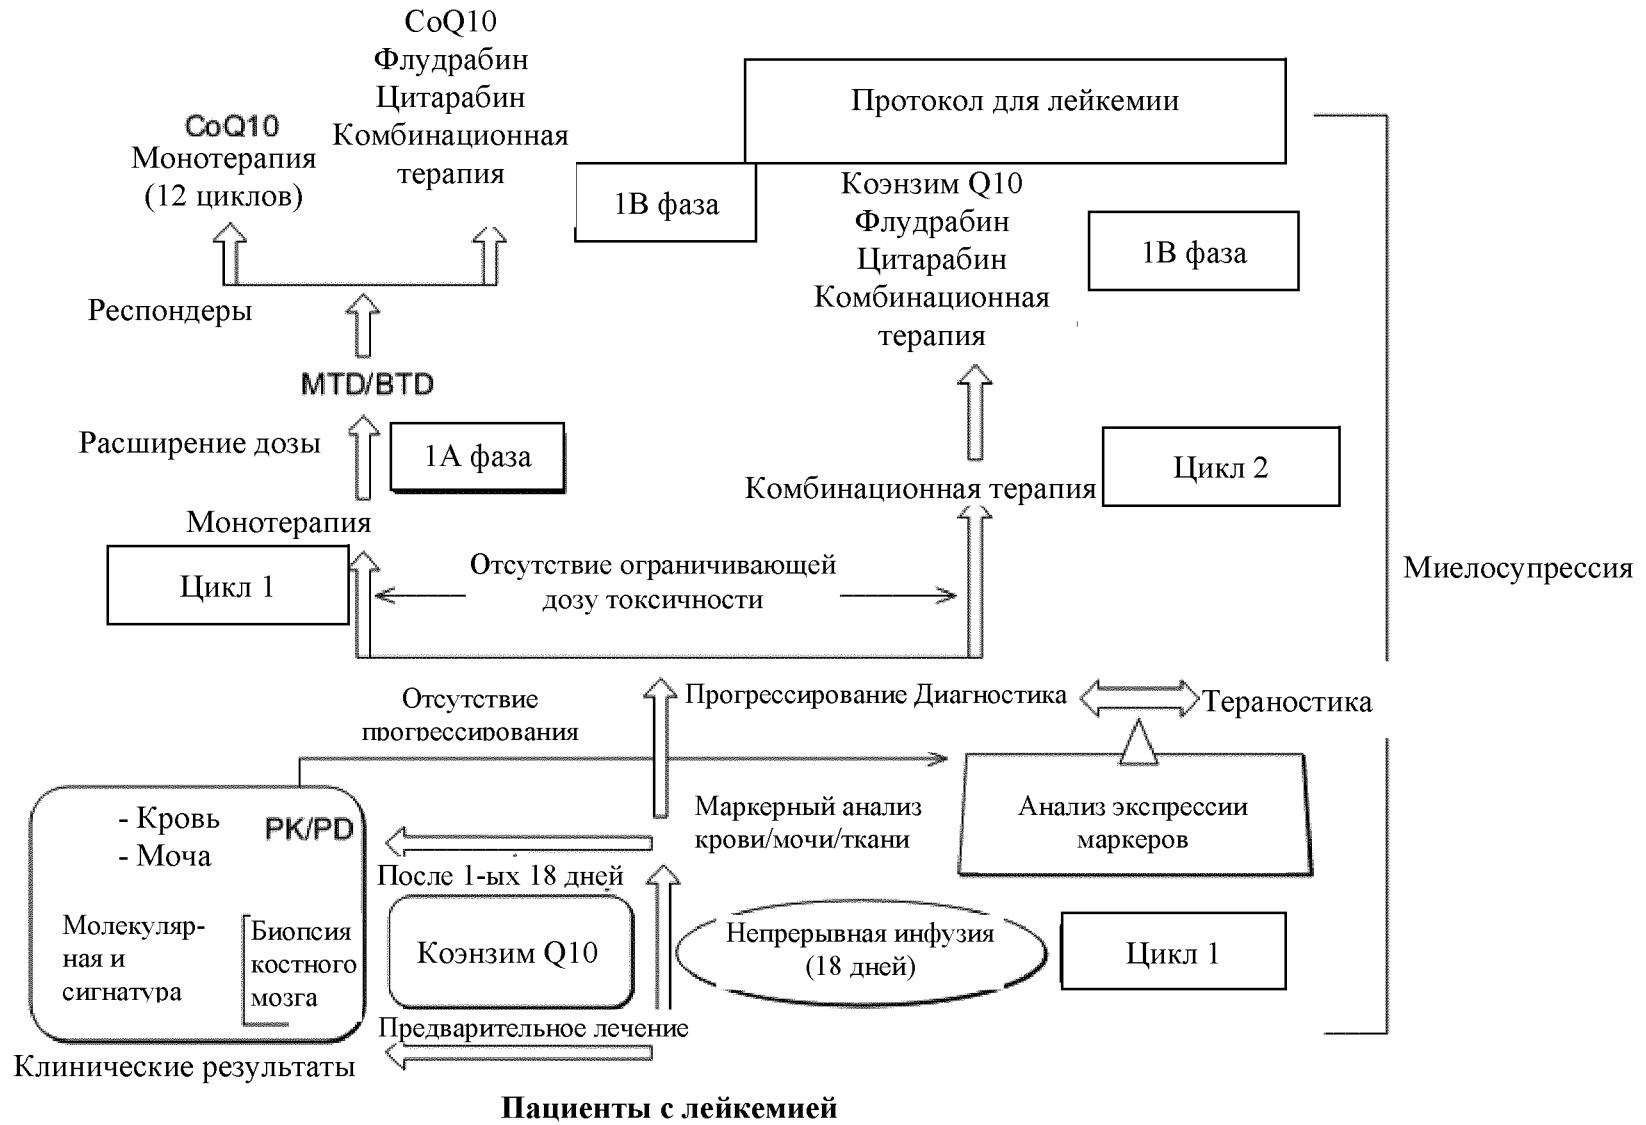 CoQ10
Флудрабин
Цитарабин
Комбинационная
терапия
CoQ10
Монотерапия
(12 циклов)
Протокол для лейкемии
1В фаза
Коэнзим Q10
Флудрабин
Цитарабин
Комбинационная
терапия
1В фаза
Респондеры
MTD/BTD
Расширение дозы
1А фаза
Комбинационная терапия
Цикл 2
Монотерапия
Цикл 1
Отсутствие ограничивающей
дозу токсичности
Миелосупрессия
Отсутствие
прогрессирования
Прогрессирование Диагностика
Тераностика
- Кровь
- Моча
PK/PD
Маркерный анализ
крови/мочи/ткани
Анализ экспрессии
маркеров
После 1-ых 18 дней
Молекуляр-
ная и
сигнатура
Биопсия
костного
мозга
Коэнзим Q10
Непрерывная инфузия
(18 дней)
Цикл 1
Предварительное лечение
Клинические результаты
Пациенты с лейкемией